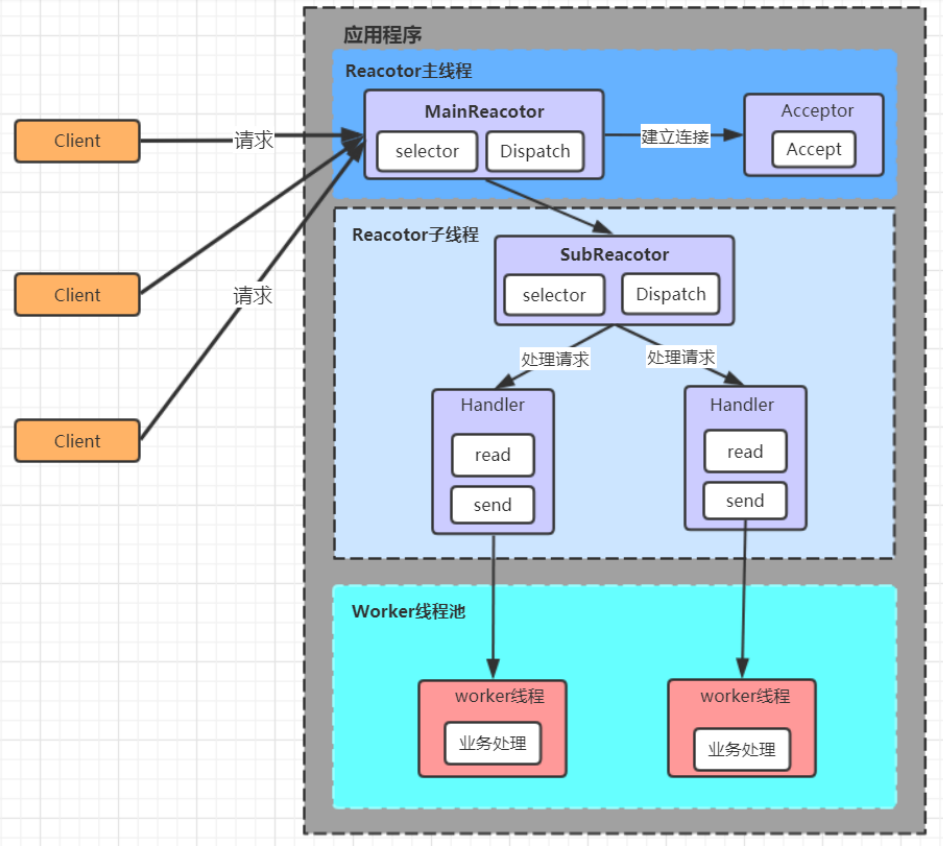 应用程序
Reacotor主线程
MainReacotor
selector
Dispatch
建立连接
Acceptor
Accept
Client
请求
Client
请求
Client
Reacotor子线程
SubReacotor
selector
Dispatch
处理请求
处理请求
Handler
read
send
Handler
read
send
Worker线程池
worker线程
业务处理
worker线程
业务处理